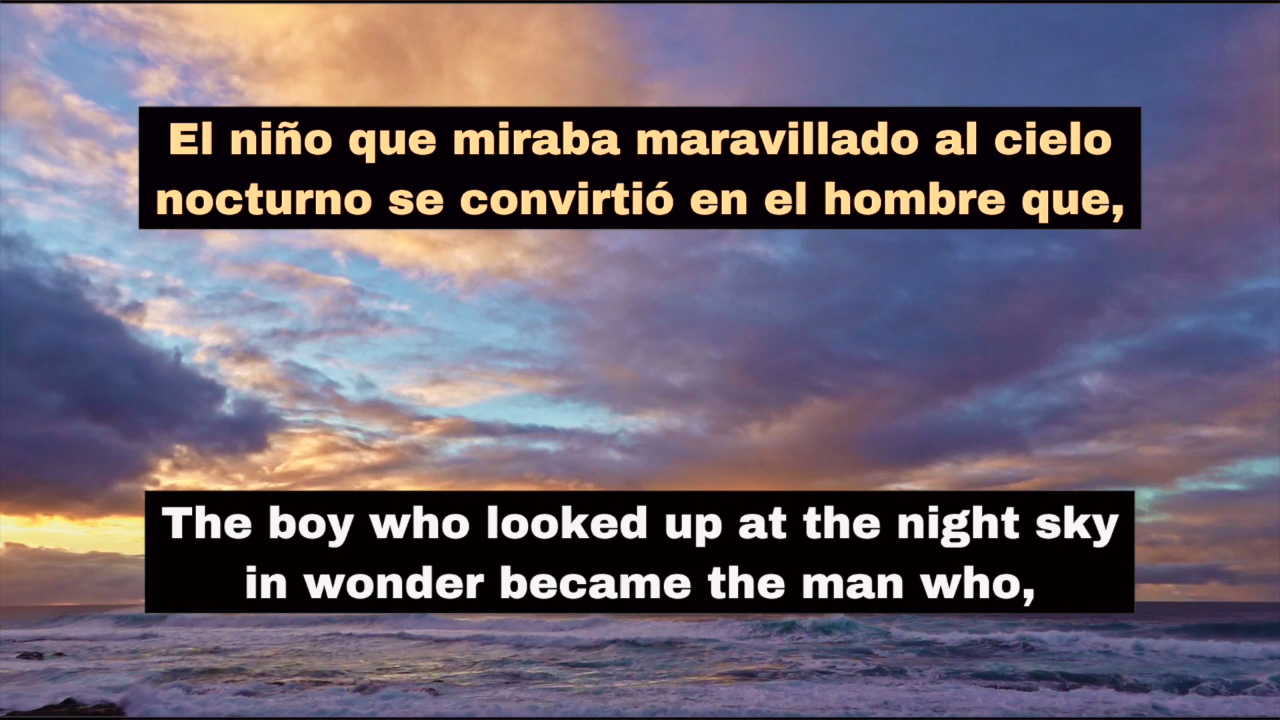 El niño que miraba maravillado al cielo
nocturno se convirtió en el hombre que,
The boy who looked up at the night sky
in wonder became the man who,